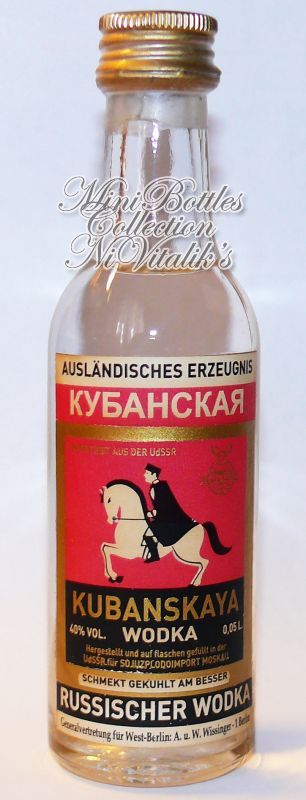 Mini Bottles
Collection
NiVitalik's
AUSLÄNDISCHES ERZEUGNIS
КУБАНСКАЯ
AUS DER UdSSR
KUBANSKAYA
40% VOL. WODKA 0,05 L.
Hergestellt und auf flaschen gefüllt in der
UdSSR für SOJUZPLODOIMPORT MOSKAU
SCHMEKT GEKÜHLT AM BESSER
RUSSISCHER WODKA
Generalvertretung für West-Berlin: A. u. W. Wissinger - 1 Berlin